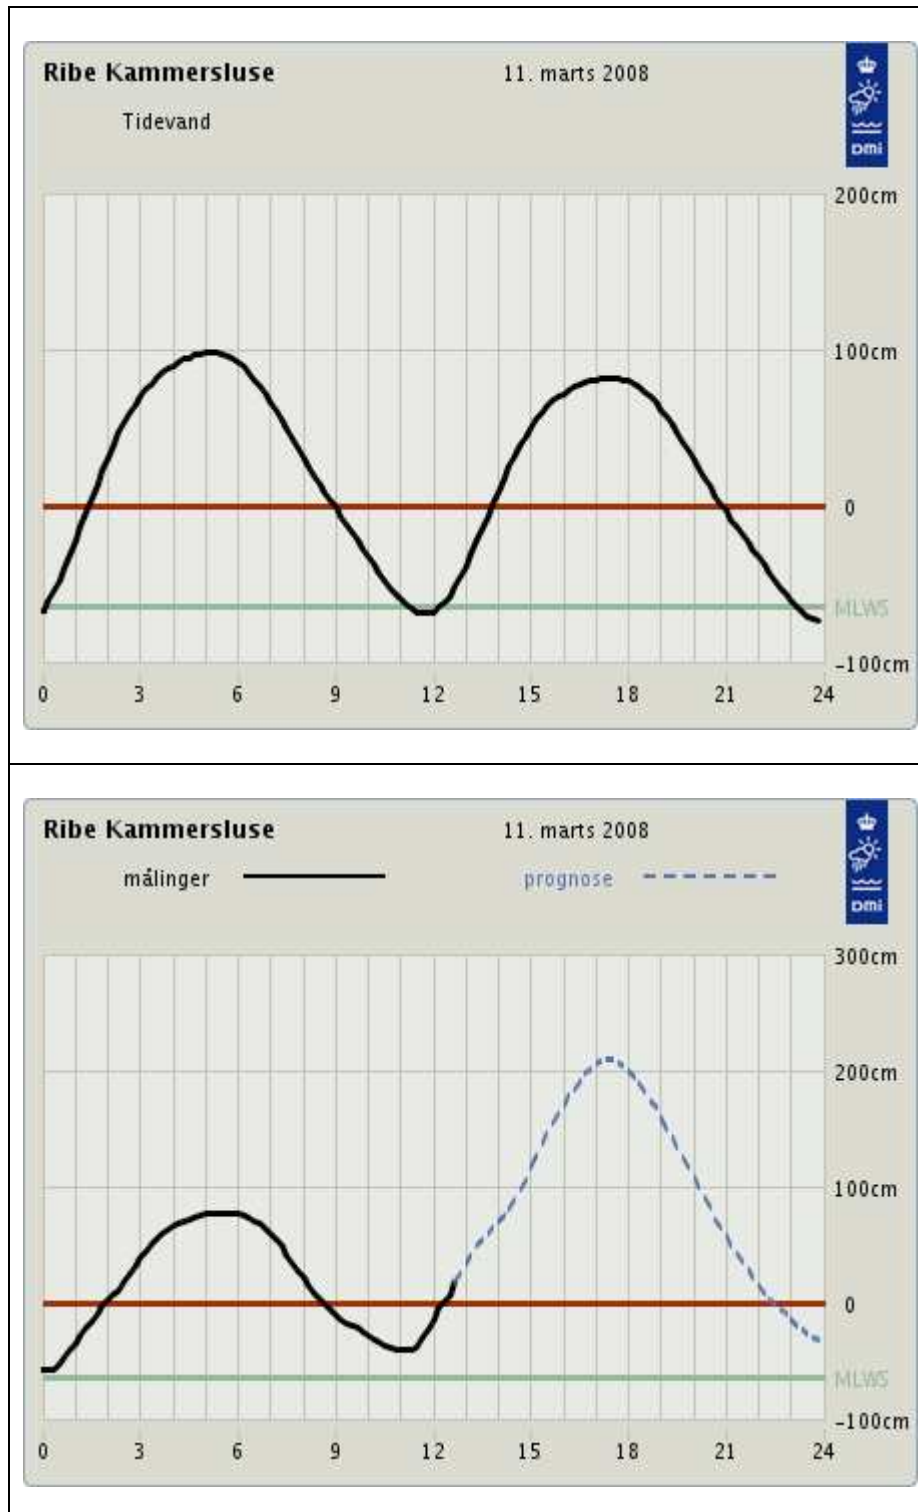 Ribe Kammersluse 11. marts 2008
Tidevand
DMI
200cm
100cm
0
MLWS
-100cm
0 3 6 9 12 15 18 21 24
Ribe Kammersluse 11. marts 2008
målinger prognose
DMI
300cm
200cm
100cm
0
MLWS
-100cm
0 3 6 9 12 15 18 21 24